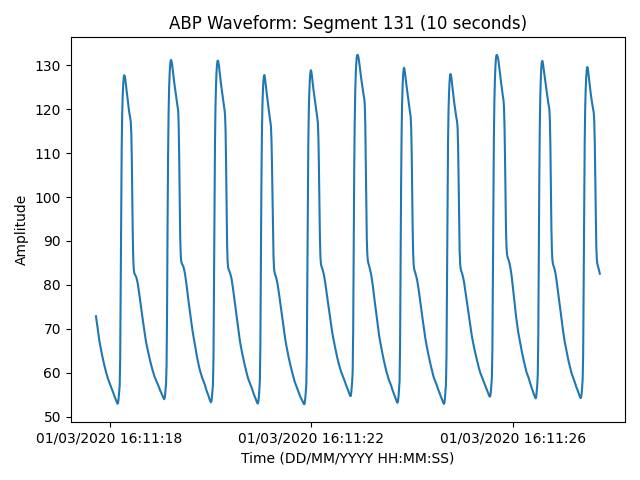 ABP Waveform: Segment 131 (10 seconds)
130
120
110
100
90
80
70
60
50
Amplitude
01/03/2020 16:11:18 01/03/2020 16:11:22 01/03/2020 16:11:26
Time (DD/MM/YYYY HH:MM:SS)